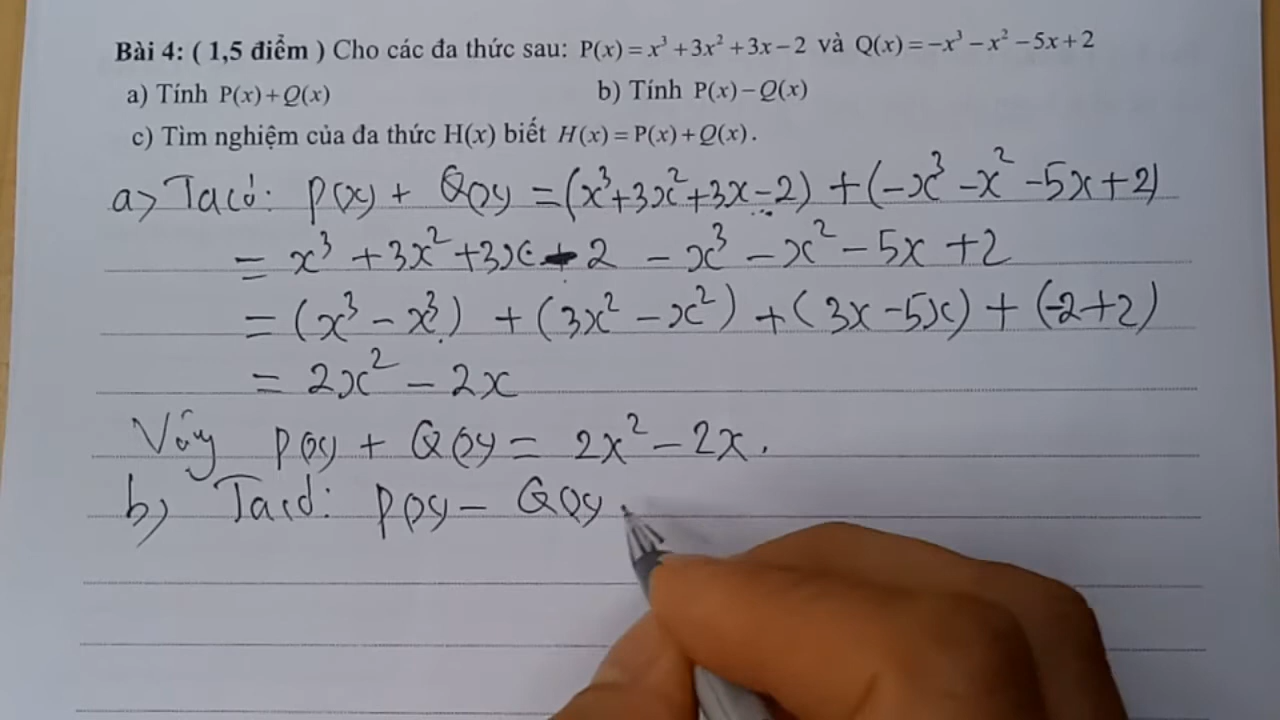 Bài 4: ( 1,5 điểm ) Cho các đa thức sau: P(x) = x³ + 3x² + 3x − 2 và Q(x) = −x³ − x² − 5x + 2
a) Tính P(x) + Q(x) b) Tính P(x) − Q(x)
c) Tìm nghiệm của đa thức H(x) biết H(x) = P(x) + Q(x).
a) Ta có: P(x) + Q(x) = (x³ + 3x² + 3x − 2) + (−x³ − x² − 5x + 2)
= x³ + 3x² + 3x − 2 − x³ − x² − 5x + 2
= (x³ − x³) + (3x² − x²) + (3x − 5x) + (−2 + 2)
= 2x² − 2x
Vậy P(x) + Q(x) = 2x² − 2x.
b) Ta có: P(x) − Q(x)